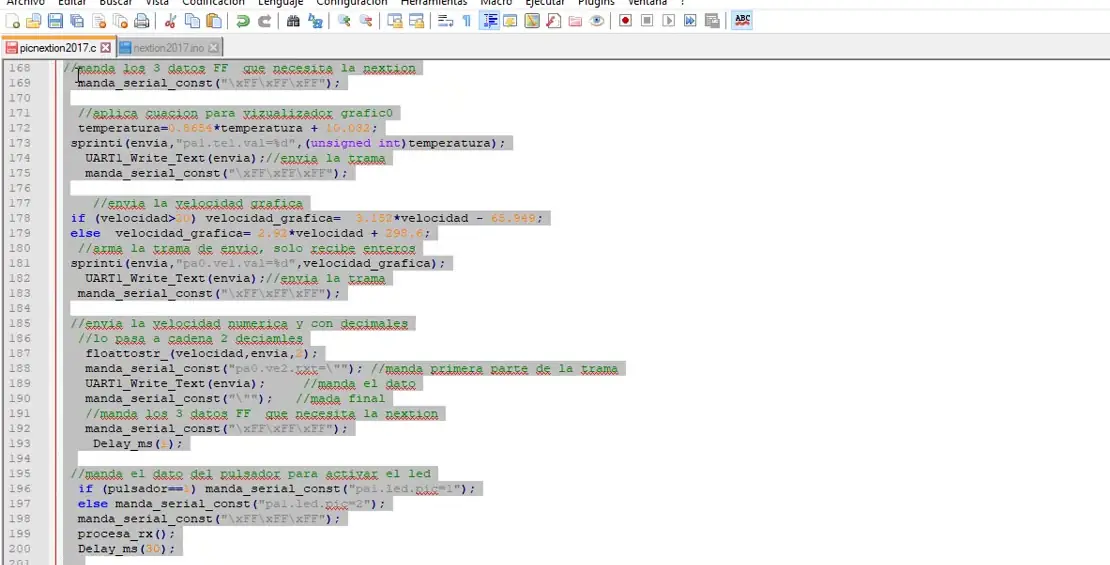 Archivo Editar Buscar Vista Codificación Lenguaje Configuración Herramientas Macro Ejecutar Plugins Ventana ?
ABC
picnextion2017.c nextion2017.ino
168 //manda los 3 datos FF que necesita la nextion
169 manda_serial_const("\xFF\xFF\xFF");
170
171 //aplica cuacion para vizualizador grafic0
172 temperatura=0.8654*temperatura + 10.032;
173 sprinti(envia,"pa1.te1.val=%d",(unsigned int)temperatura);
174 UART1_Write_Text(envia);//envia la trama
175 manda_serial_const("\xFF\xFF\xFF");
176
177 //envia la velocidad grafica
178 if (velocidad>30) velocidad_grafica= 3.152*velocidad - 65.949;
179 else velocidad_grafica= 2.92*velocidad + 298.6;
180 //arma la trama de envio, solo recibe enteros
181 sprinti(envia,"pa0.ve1.val=%d",velocidad_grafica);
182 UART1_Write_Text(envia);//envia la trama
183 manda_serial_const("\xFF\xFF\xFF");
184
185 //envia la velocidad numerica y con decimales
186 //lo pasa a cadena 2 deciamles
187 floattostr_(velocidad,envia,2);
188 manda_serial_const("pa0.ve2.txt=\""); //manda primera parte de la trama
189 UART1_Write_Text(envia); //manda el dato
190 manda_serial_const("\""); //mada final
191 //manda los 3 datos FF que necesita la nextion
192 manda_serial_const("\xFF\xFF\xFF");
193 Delay_ms(1);
194
195 //manda el dato del pulsador para activar el led
196 if (pulsador==1) manda_serial_const("pa1.led.pic=1");
197 else manda_serial_const("pa1.led.pic=2");
198 manda_serial_const("\xFF\xFF\xFF");
199 procesa_rx();
200 Delay_ms(30);
201